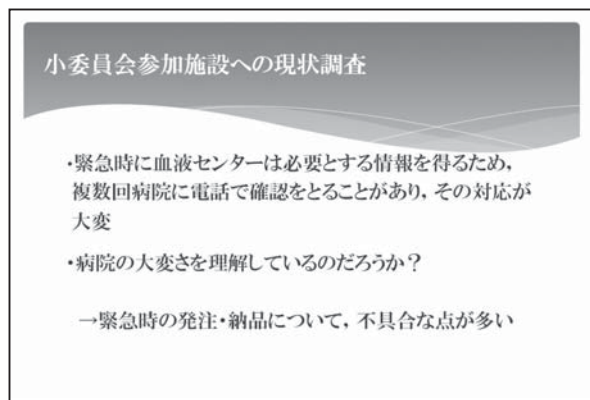 小委員会参加施設への現状調査
・緊急時に血液センターは必要とする情報を得るため，
複数回病院に電話で確認をとることがあり，その対応が
大変
・病院の大変さを理解しているのだろうか？
→緊急時の発注・納品について，不具合な点が多い